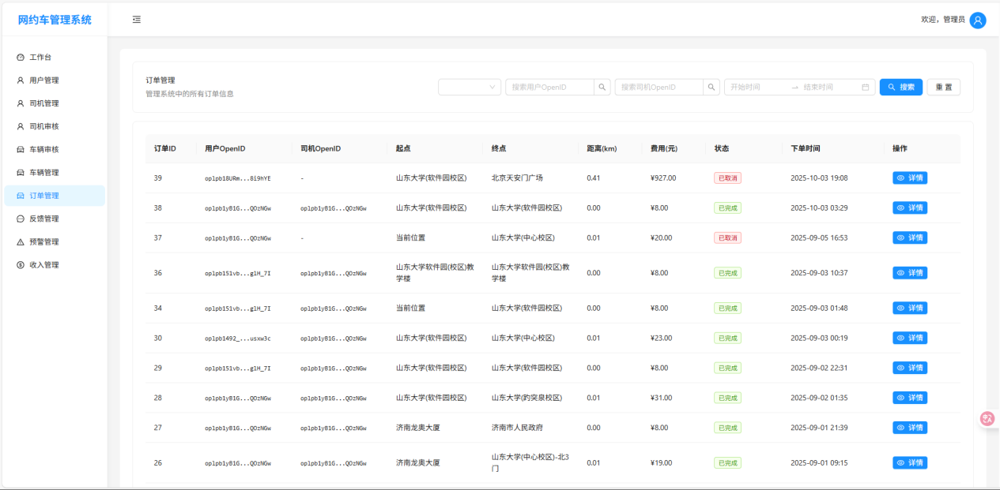 网约车管理系统
欢迎，管理员
工作台
用户管理
司机管理
司机审核
车辆审核
车辆管理
订单管理
反馈管理
预警管理
收入管理
订单管理
管理系统中的所有订单信息
搜索用户OpenID
搜索司机OpenID
开始时间 → 结束时间
搜索
重 置
订单ID 用户OpenID 司机OpenID 起点 终点 距离(km) 费用(元) 状态 下单时间 操作
39 oplpb18URm...8i9hYE - 山东大学(软件园校区) 北京天安门广场 0.41 ¥927.00 已取消 2025-10-03 19:08 详情
38 oplpb1yB1G...QOzNGw oplpb1yB1G...QOzNGw 山东大学(软件园校区) 山东大学(软件园校区) 0.00 ¥8.00 已完成 2025-10-03 03:29 详情
37 oplpb1yB1G...QOzNGw - 当前位置 山东大学(中心校区) 0.01 ¥20.00 已取消 2025-09-05 16:53 详情
36 oplpb151vb...glH_7I oplpb1yB1G...QOzNGw 山东大学软件园(校区)教 山东大学软件园(校区)教 0.00 ¥8.00 已完成 2025-09-03 10:37 详情
学楼 学楼
34 oplpb151vb...glH_7I oplpb1yB1G...QOzNGw 当前位置 山东大学(软件园校区) 0.00 ¥8.00 已完成 2025-09-03 01:48 详情
30 oplpb1492_...usxw3c oplpb1yB1G...QOzNGw 山东大学(软件园校区) 山东大学(中心校区) 0.01 ¥23.00 已完成 2025-09-03 00:19 详情
29 oplpb151vb...glH_7I oplpb1yB1G...QOzNGw 山东大学(软件园校区) 山东大学(软件园校区) 0.00 ¥8.00 已完成 2025-09-02 22:31 详情
28 oplpb1yB1G...QOzNGw oplpb1yB1G...QOzNGw 山东大学(软件园校区) 山东大学(趵突泉校区) 0.01 ¥31.00 已完成 2025-09-02 01:35 详情
27 oplpb1yB1G...QOzNGw oplpb1yB1G...QOzNGw 济南龙奥大厦 济南市人民政府 0.00 ¥8.00 已完成 2025-09-01 21:39 详情
26 oplpb1yB1G...QOzNGw oplpb1yB1G...QOzNGw 济南龙奥大厦 山东大学(中心校区)-北3 0.01 ¥19.00 已完成 2025-09-01 09:15 详情
门